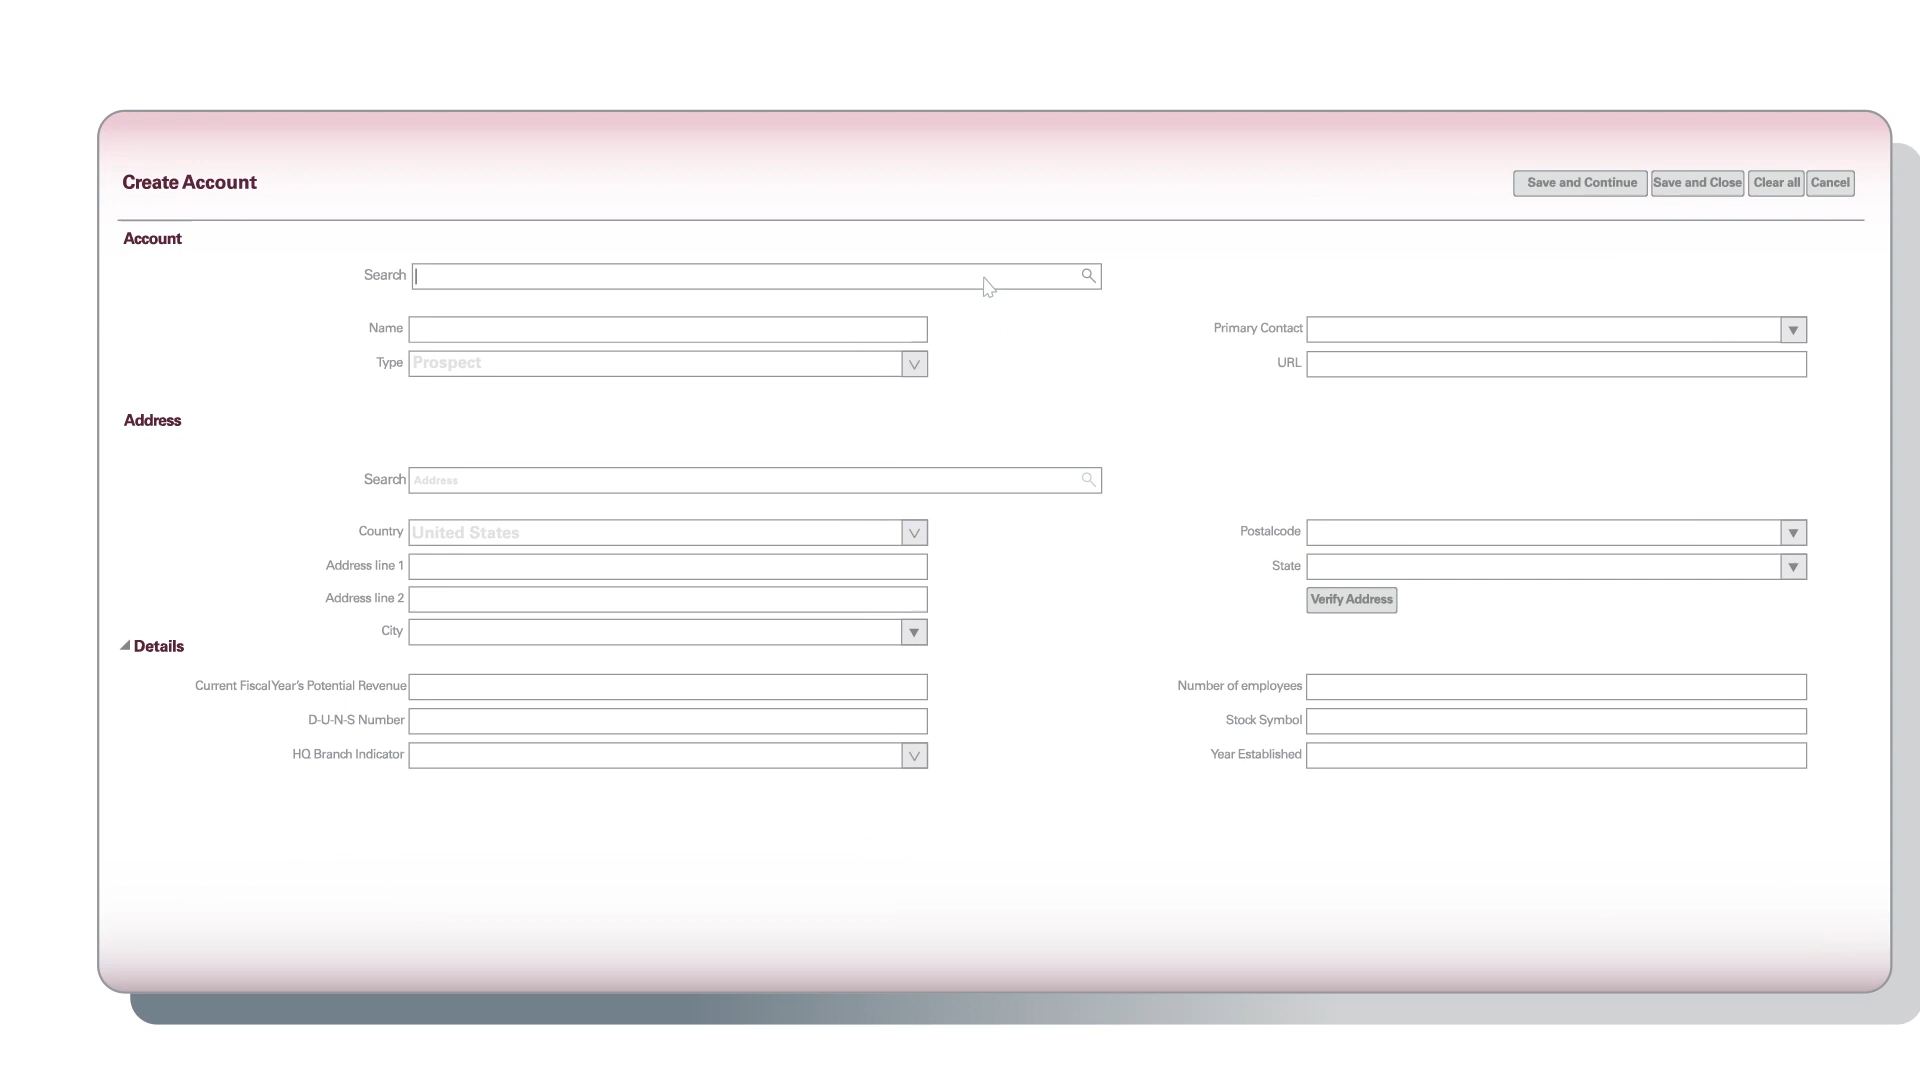 Create Account
Save and Continue Save and Close Clear all Cancel
Account
Search
Name
Primary Contact
Type Prospect
URL
Address
Search Address
Country United States
Postalcode
Address line 1
State
Address line 2
Verify Address
City
Details
Current Fiscal Year's Potential Revenue
Number of employees
D-U-N-S Number
Stock Symbol
HQ Branch Indicator
Year Established